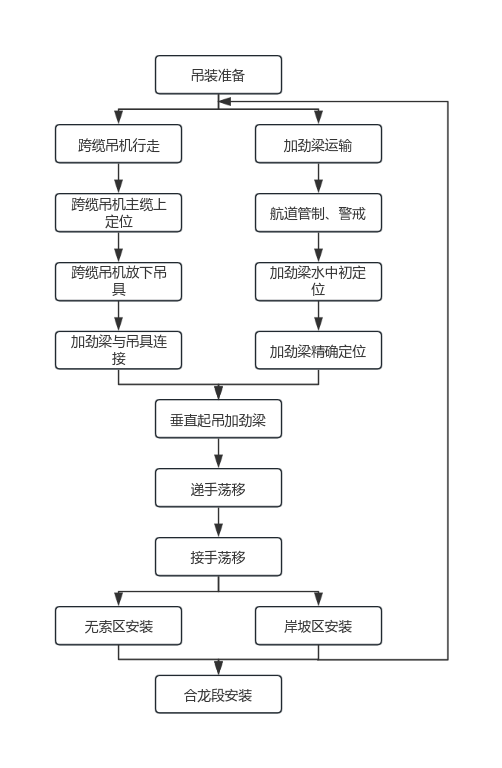 吊装准备
跨缆吊机行走
加劲梁运输
跨缆吊机主缆上
定位
航道管制、警戒
跨缆吊机放下吊
具
加劲梁水中初定
位
加劲梁与吊具连
接
加劲梁精确定位
垂直起吊加劲梁
递手荡移
接手荡移
无索区安装
岸坡区安装
合龙段安装